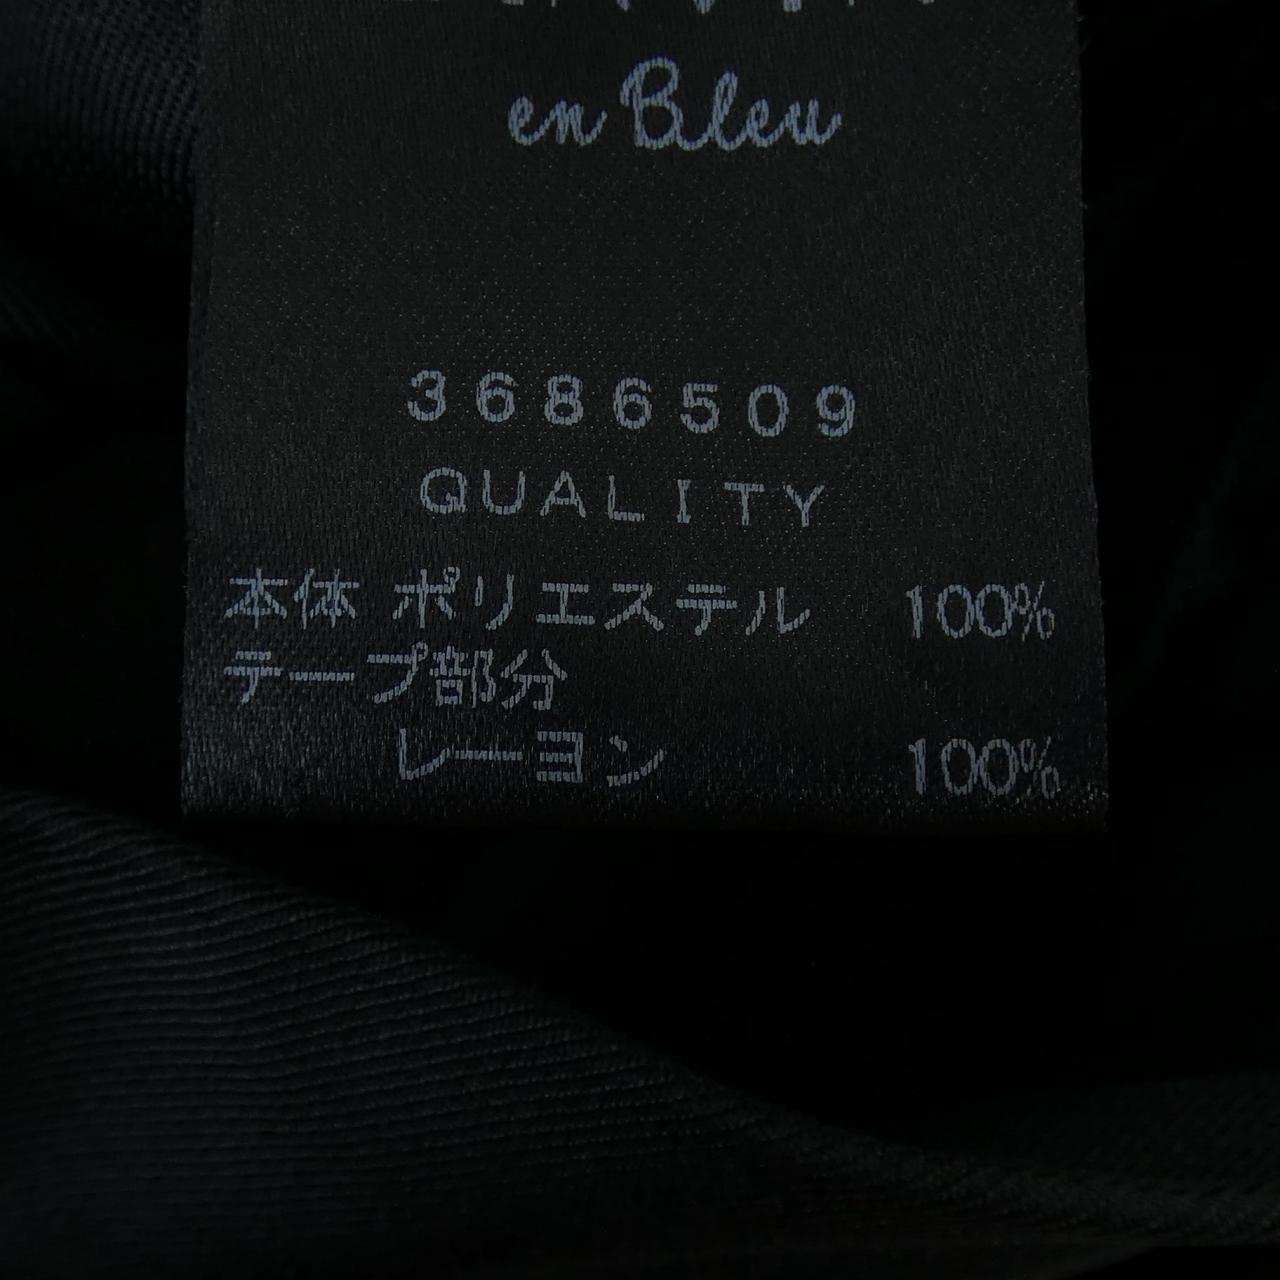 en Bleu
3686509
QUALITY
本体 ポリエステル 100%
テープ部分
レーヨン 100%